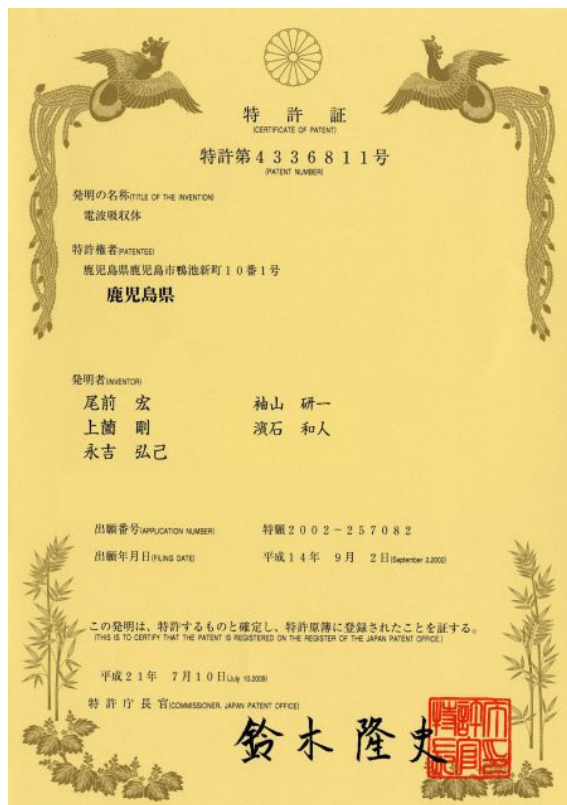 特許証
(CERTIFICATE OF PATENT)
特許第4336811号
(PATENT NUMBER)
発明の名称(TITLE OF THE INVENTION)
電波吸収体
特許権者(PATENTEE)
鹿児島県鹿児島市鴨池新町10番1号
鹿児島県
発明者(INVENTOR)
尾前 宏 袖山 研一
上薗 剛 濱石 和人
永吉 弘己
出願番号(APPLICATION NUMBER) 特願2002-257082
出願年月日(FILING DATE) 平成14年 9月 2日(September 2,2002)
この発明は、特許するものと確定し、特許原簿に登録されたことを証する。
(THIS IS TO CERTIFY THAT THE PATENT IS REGISTERED ON THE REGISTER OF THE JAPAN PATENT OFFICE.)
平成21年 7月10日(July 10,2009)
特許庁長官(COMMISSIONER, JAPAN PATENT OFFICE)
鈴木隆史